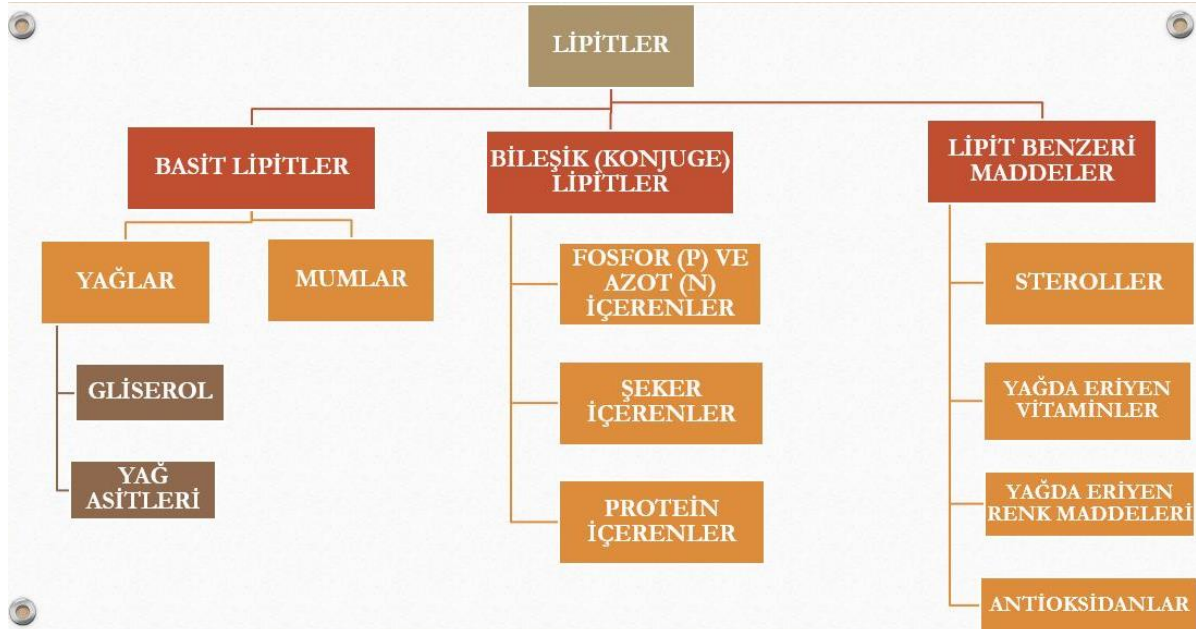 LİPİTLER
BASİT LİPİTLER
BİLEŞİK (KONJUGE)
LİPİTLER
LİPİT BENZERİ
MADDELER
YAĞLAR
MUMLAR
GLİSEROL
YAĞ
ASİTLERİ
FOSFOR (P) VE
AZOT (N)
İÇERENLER
ŞEKER
İÇERENLER
PROTEİN
İÇERENLER
STEROLLER
YAĞDA ERİYEN
VİTAMİNLER
YAĞDA ERİYEN
RENK MADDELERİ
ANTİOKSİDANLAR